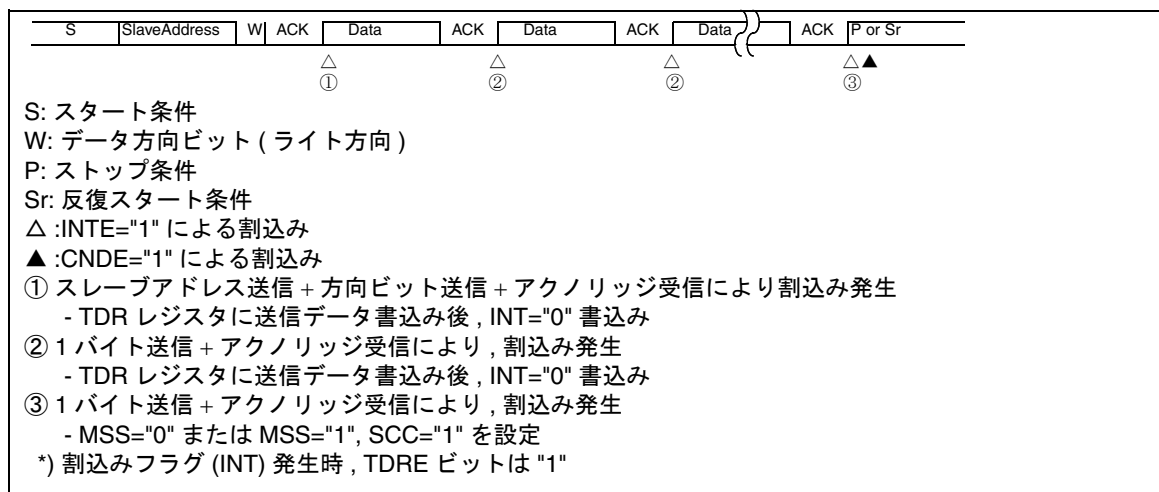 S SlaveAddress W ACK Data ACK Data ACK Data ACK P or Sr
△ △ △ △▲
① ② ② ③
S: スタート条件
W: データ方向ビット ( ライト方向 )
P: ストップ条件
Sr: 反復スタート条件
△ :INTE="1" による割込み
▲ :CNDE="1" による割込み
① スレーブアドレス送信 + 方向ビット送信 + アクノリッジ受信により割込み発生
- TDR レジスタに送信データ書込み後 , INT="0" 書込み
② 1 バイト送信 + アクノリッジ受信により , 割込み発生
- TDR レジスタに送信データ書込み後 , INT="0" 書込み
③ 1 バイト送信 + アクノリッジ受信により , 割込み発生
- MSS="0" または MSS="1", SCC="1" を設定
*) 割込みフラグ (INT) 発生時 , TDRE ビットは "1"